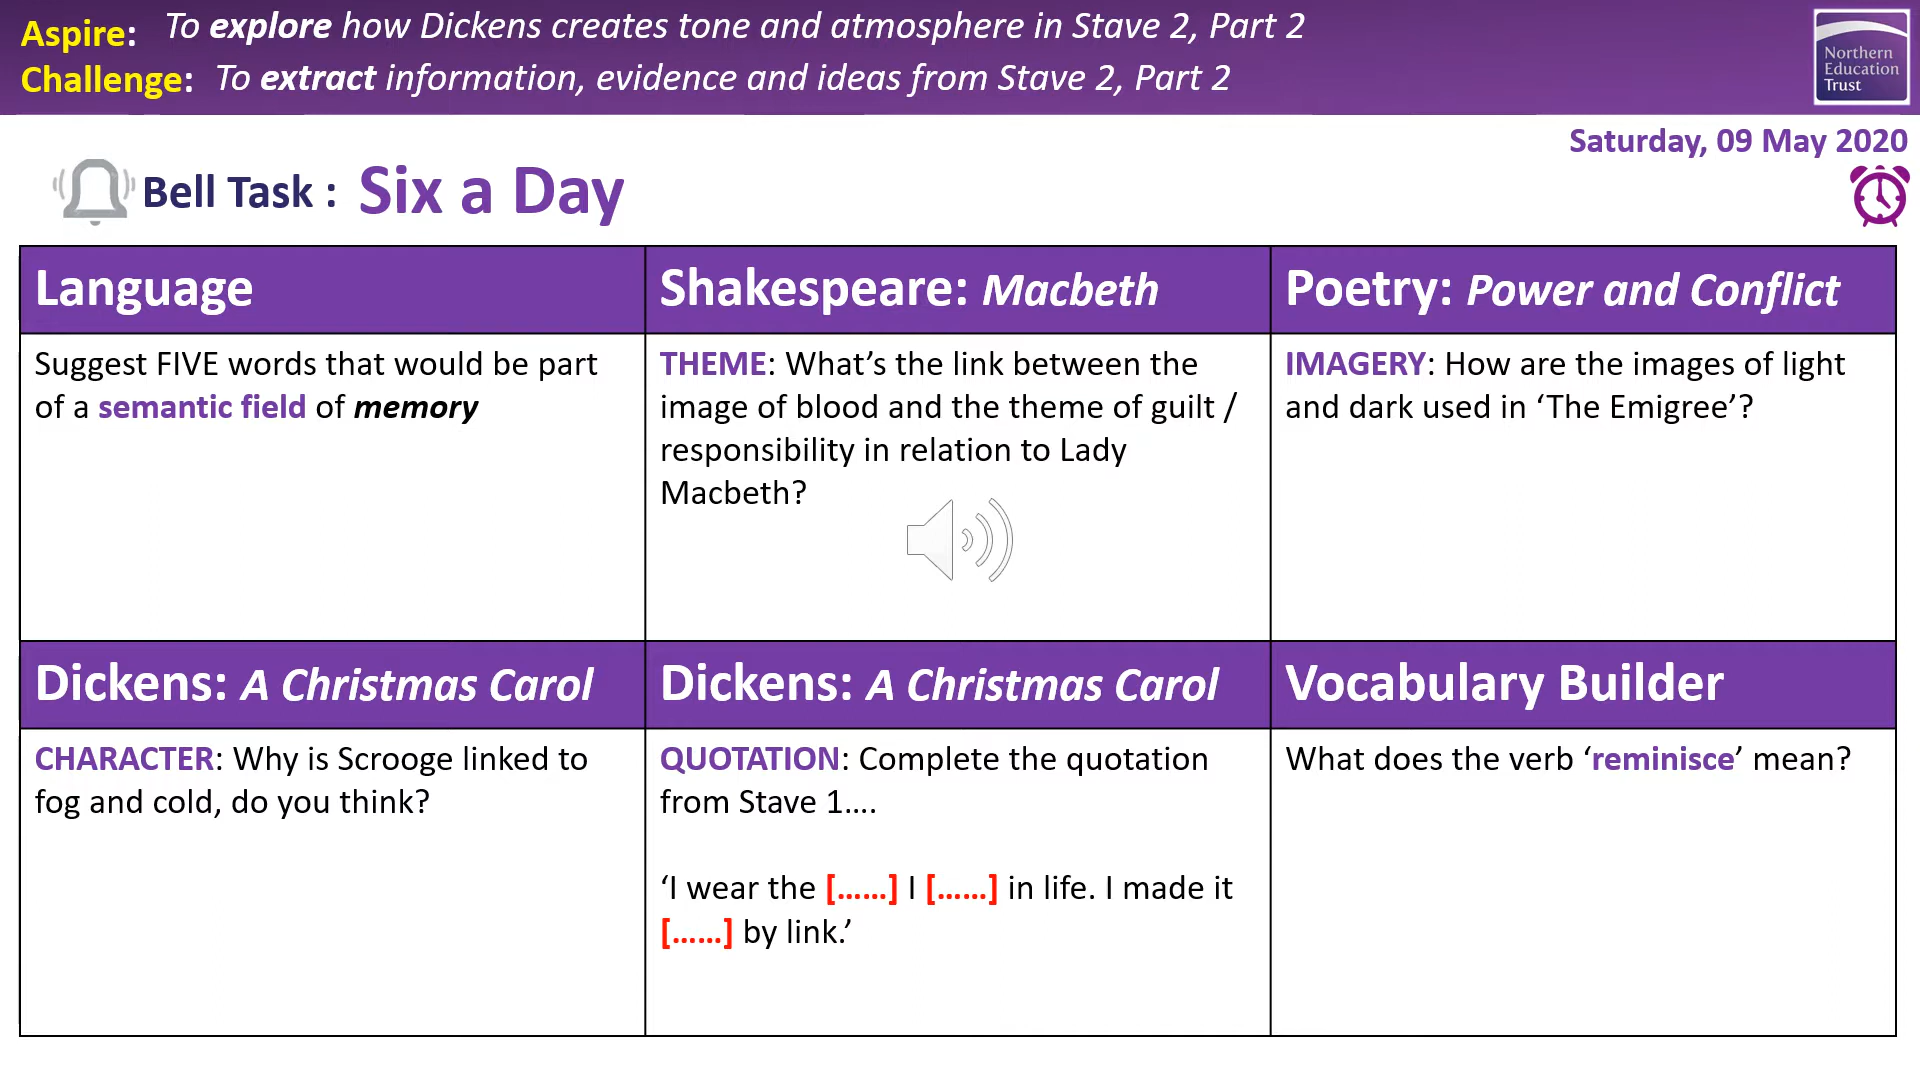 Aspire: To explore how Dickens creates tone and atmosphere in Stave 2, Part 2
Challenge: To extract information, evidence and ideas from Stave 2, Part 2
Northern
Education
Trust
Saturday, 09 May 2020
Bell Task : Six a Day
Language
Suggest FIVE words that would be part
of a semantic field of memory
Shakespeare: Macbeth
THEME: What’s the link between the
image of blood and the theme of guilt /
responsibility in relation to Lady
Macbeth?
Poetry: Power and Conflict
IMAGERY: How are the images of light
and dark used in ‘The Emigree’?
Dickens: A Christmas Carol
CHARACTER: Why is Scrooge linked to
fog and cold, do you think?
Dickens: A Christmas Carol
QUOTATION: Complete the quotation
from Stave 1….
‘I wear the [……] I [……] in life. I made it
[……] by link.’
Vocabulary Builder
What does the verb ‘reminisce’ mean?